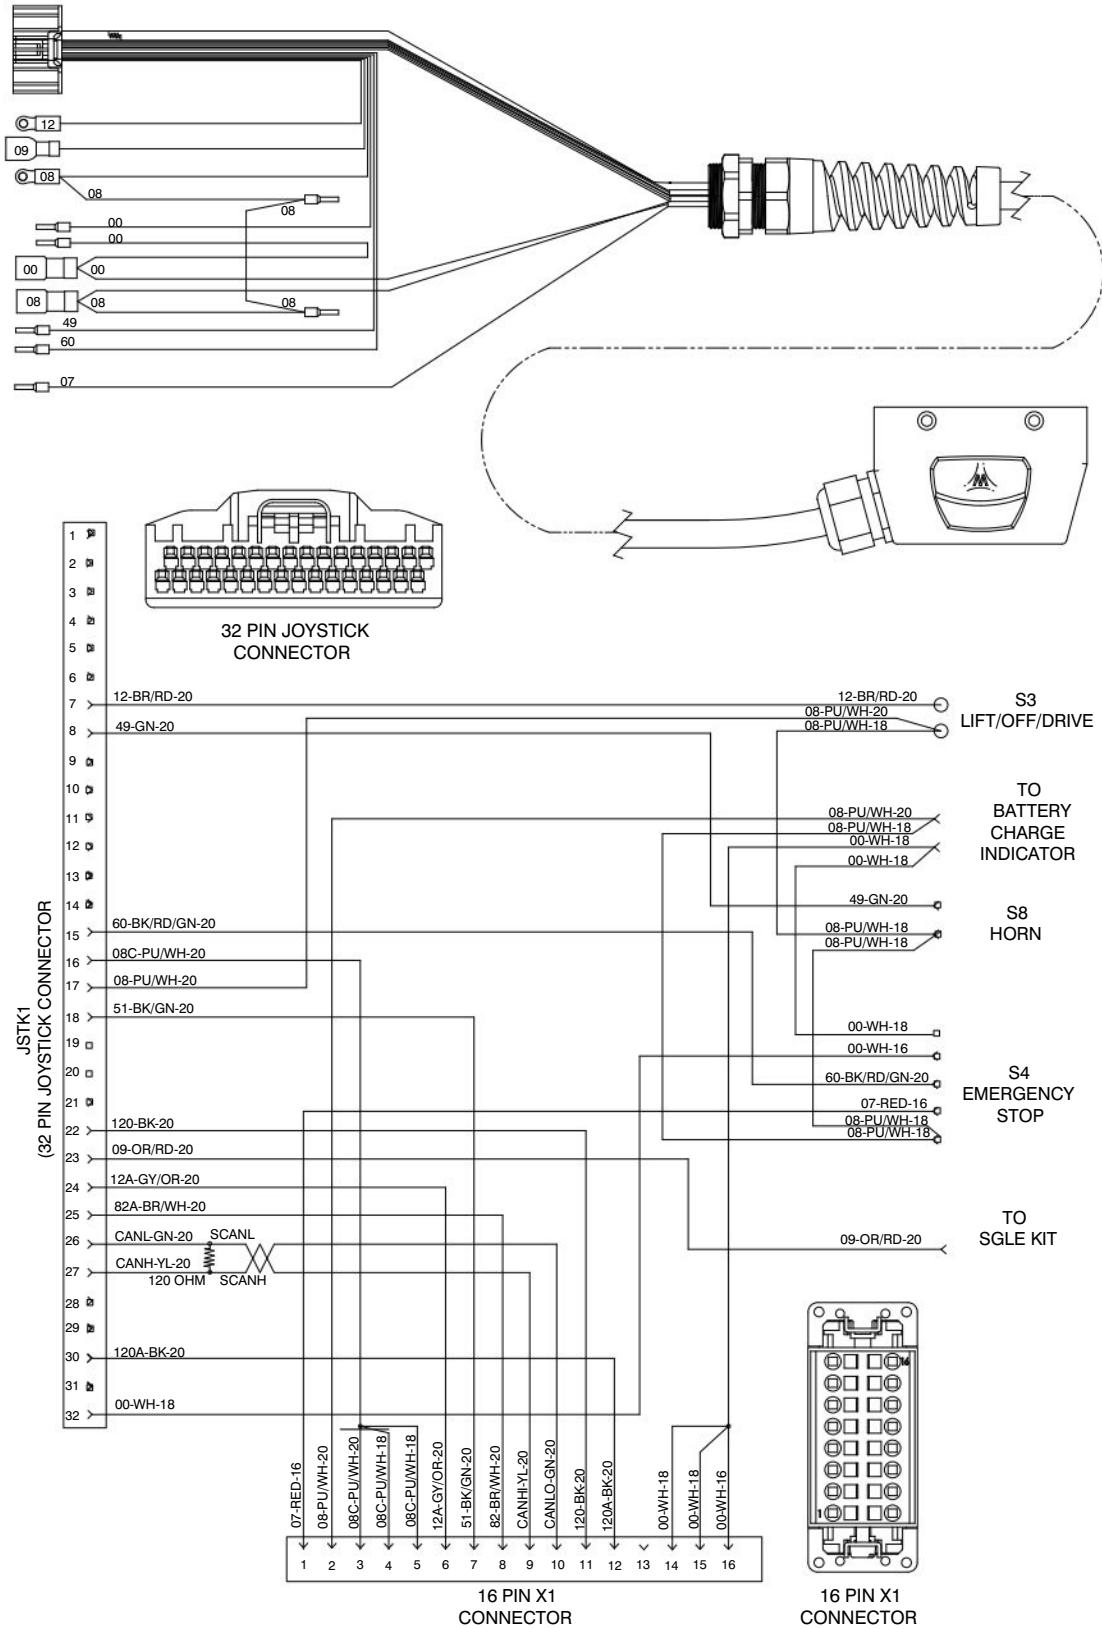 12
09
08
08
08
00
00
00
00
08
08
08
49
60
07
32 PIN JOYSTICK
CONNECTOR
JSTK1
(32 PIN JOYSTICK CONNECTOR
1
2
3
4
5
6
7
8
9
10
11
12
13
14
15
16
17
18
19
20
21
22
23
24
25
26
27
28
29
30
31
32
12-BR/RD-20
49-GN-20
60-BK/RD/GN-20
08C-PU/WH-20
08-PU/WH-20
51-BK/GN-20
120-BK-20
09-OR/RD-20
12A-GY/OR-20
82A-BR/WH-20
CANL-GN-20
SCANL
CANH-YL-20
120 OHM
SCANH
120A-BK-20
00-WH-18
12-BR/RD-20
08-PU/WH-20
08-PU/WH-18
S3
LIFT/OFF/DRIVE
08-PU/WH-20
08-PU/WH-18
00-WH-18
00-WH-18
TO
BATTERY
CHARGE
INDICATOR
49-GN-20
08-PU/WH-18
08-PU/WH-18
S8
HORN
00-WH-18
00-WH-16
60-BK/RD/GN-20
07-RED-16
08-PU/WH-18
08-PU/WH-18
S4
EMERGENCY
STOP
09-OR/RD-20
TO
SGLE KIT
07-RED-16
08-PU/WH-20
08C-PU/WH-20
08C-PU/WH-18
08C-PU/WH-18
12A-GY/OR-20
51-BK/GN-20
82-BR/WH-20
CANHI-YL-20
CANLO-GN-20
120-BK-20
120A-BK-20
00-WH-18
00-WH-18
00-WH-16
1 2 3 4 5 6 7 8 9 10 11 12 13 14 15 16
16 PIN X1
CONNECTOR
16
1
16 PIN X1
CONNECTOR